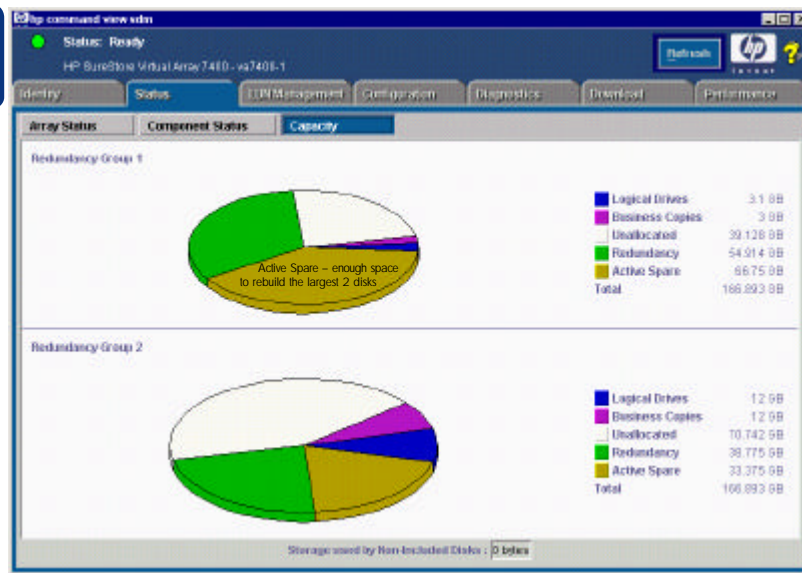 hp command view sdm
Status: Ready
HP SureStore Virtual Array 7400 - va7400-1
Refresh
hp
invent
?
Identity
Status
LUN Management
Configuration
Diagnostics
Download
Performance
Array Status
Component Status
Capacity
Redundancy Group 1
Active Spare – enough space
to rebuild the largest 2 disks
Logical Drives 3.1 GB
Business Copies 3 GB
Unallocated 39.128 GB
Redundancy 54.914 GB
Active Spare 66.75 GB
Total 166.893 GB
Redundancy Group 2
Logical Drives 12 GB
Business Copies 12 GB
Unallocated 70.742 GB
Redundancy 38.775 GB
Active Spare 33.375 GB
Total 166.893 GB
Storage used by Non-Included Disks : 0 bytes